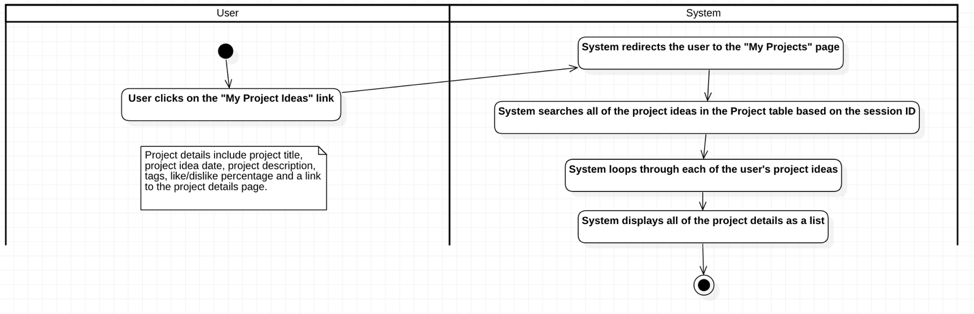 User
System
System redirects the user to the "My Projects" page
User clicks on the "My Project Ideas" link
System searches all of the project ideas in the Project table based on the session ID
Project details include project title,
project idea date, project description,
tags, like/dislike percentage and a link
to the project details page.
System loops through each of the user's project ideas
System displays all of the project details as a list